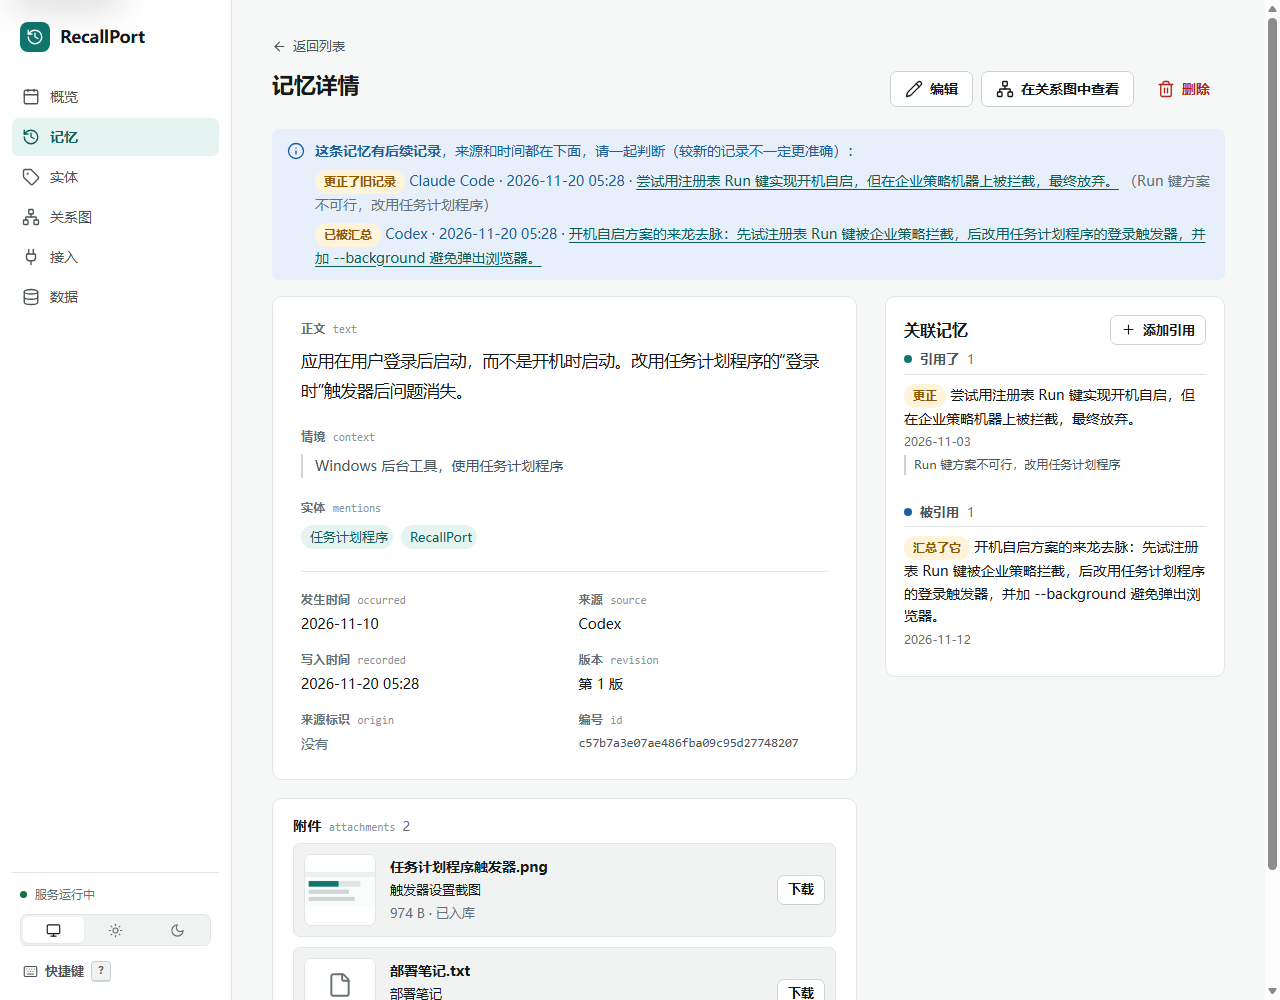 RecallPort
概览
记忆
实体
关系图
接入
数据
服务运行中
快捷键 ?
返回列表
记忆详情
编辑
在关系图中查看
删除
这条记忆有后续记录，来源和时间都在下面，请一起判断（较新的记录不一定更准确）：
更正了旧记录 Claude Code · 2026-11-20 05:28 · 尝试用注册表 Run 键实现开机自启，但在企业策略机器上被拦截，最终放弃。 （Run 键方案
不可行，改用任务计划程序）
已被汇总 Codex · 2026-11-20 05:28 · 开机自启方案的来龙去脉：先试注册表 Run 键被企业策略拦截，后改用任务计划程序的登录触发器，并
加 --background 避免弹出浏览器。
正文 text
应用在用户登录后启动，而不是开机时启动。改用任务计划程序的“登录
时”触发器后问题消失。
情境 context
Windows 后台工具，使用任务计划程序
实体 mentions
任务计划程序 RecallPort
发生时间 occurred
2026-11-10
来源 source
Codex
写入时间 recorded
2026-11-20 05:28
版本 revision
第 1 版
来源标识 origin
没有
编号 id
c57b7a3e07ae486fba09c95d27748207
附件 attachments 2
任务计划程序触发器.png
触发器设置截图
974 B · 已入库
下载
部署笔记.txt
部署笔记
下载
关联记忆
添加引用
引用了 1
更正 尝试用注册表 Run 键实现开机自启，但
在企业策略机器上被拦截，最终放弃。
2026-11-03
Run 键方案不可行，改用任务计划程序
被引用 1
汇总了它 开机自启方案的来龙去脉：先试注册
表 Run 键被企业策略拦截，后改用任务计划程序
的登录触发器，并加 --background 避免弹出浏
览器。
2026-11-12